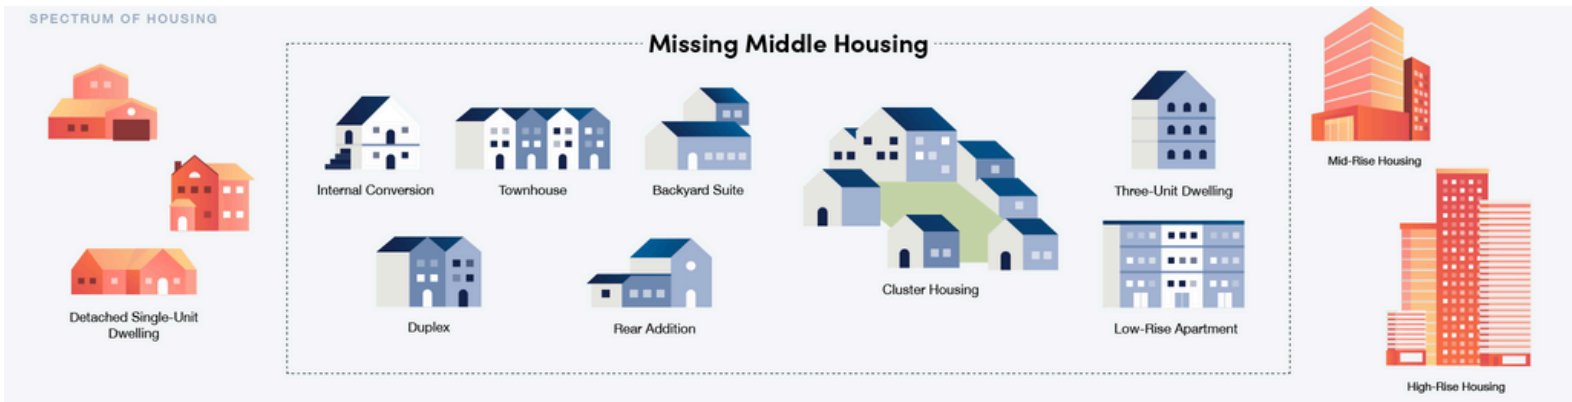 SPECTRUM OF HOUSING
Missing Middle Housing
Internal Conversion
Townhouse
Backyard Suite
Three-Unit Dwelling
Mid-Rise Housing
Cluster Housing
Detached Single-Unit
Dwelling
Duplex
Rear Addition
Low-Rise Apartment
High-Rise Housing